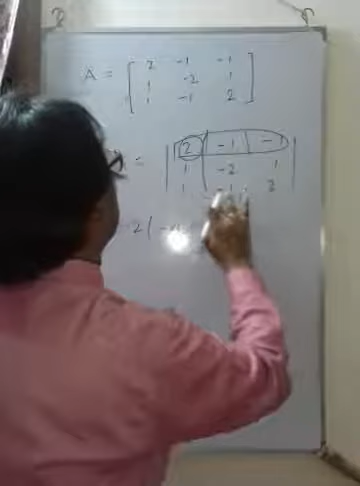 A = [ 2 -1 -1
1 -2 1
1 -1 2 ]
= | 2 -1 -1
1 -2 1
1 -1 2 |
2 ( -4